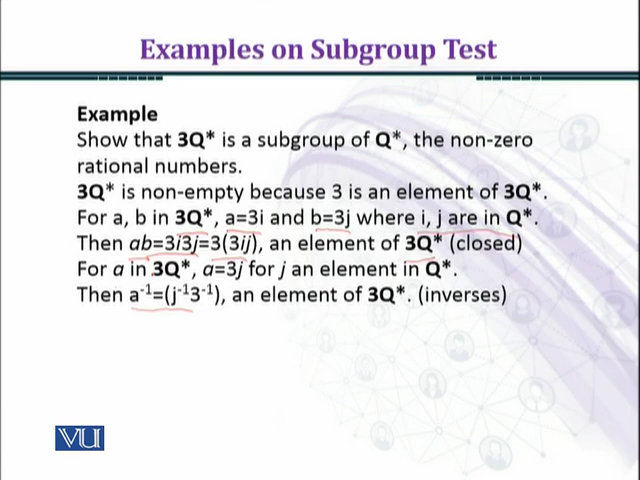 Examples on Subgroup Test
Example
Show that 3Q* is a subgroup of Q*, the non-zero
rational numbers.
3Q* is non-empty because 3 is an element of 3Q*.
For a, b in 3Q*, a=3i and b=3j where i, j are in Q*.
Then ab=3i3j=3(3ij), an element of 3Q* (closed)
For a in 3Q*, a=3j for j an element in Q*.
Then a⁻¹=(j⁻¹3⁻¹), an element of 3Q*. (inverses)
VU